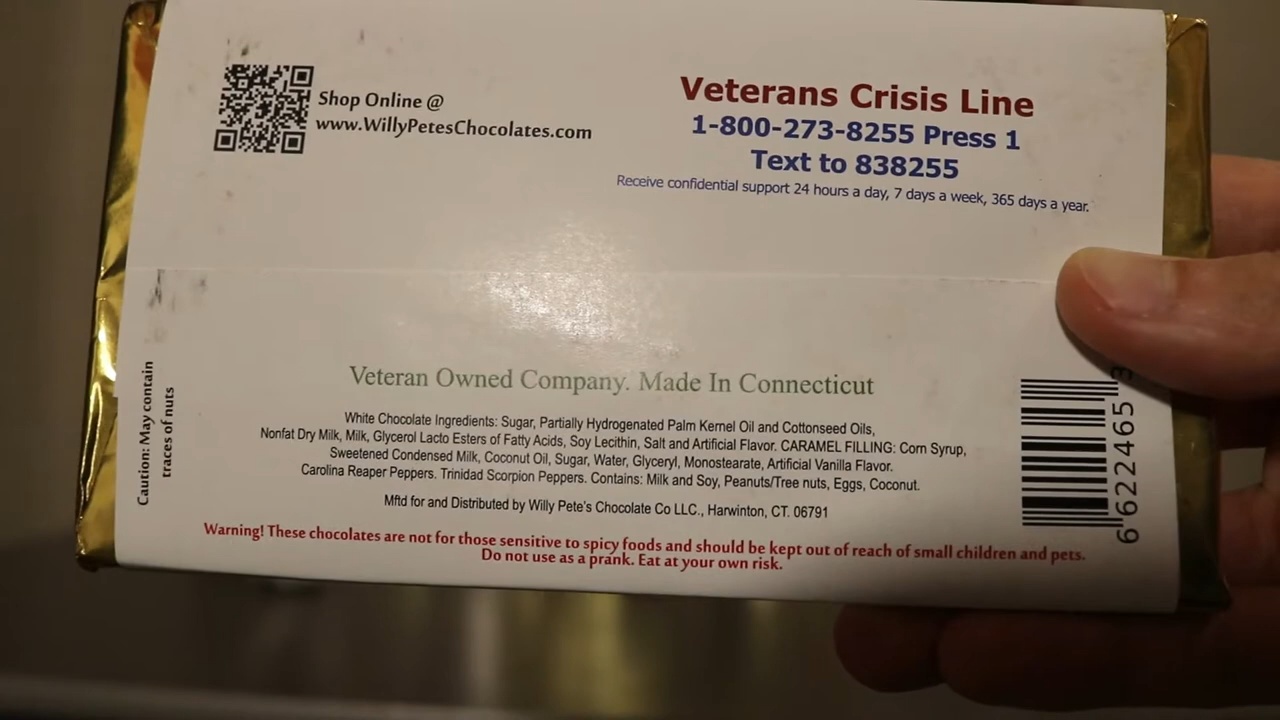 Shop Online @
www.WillyPetesChocolates.com
Veterans Crisis Line
1-800-273-8255 Press 1
Text to 838255
Receive confidential support 24 hours a day, 7 days a week, 365 days a year.
Caution: May contain
traces of nuts
Veteran Owned Company. Made In Connecticut
White Chocolate Ingredients: Sugar, Partially Hydrogenated Palm Kernel Oil and Cottonseed Oils,
Nonfat Dry Milk, Milk, Glycerol Lacto Esters of Fatty Acids, Soy Lecithin, Salt and Artificial Flavor. CARAMEL FILLING: Corn Syrup,
Sweetened Condensed Milk, Coconut Oil, Sugar, Water, Glyceryl, Monostearate, Artificial Vanilla Flavor.
Carolina Reaper Peppers. Trinidad Scorpion Peppers. Contains: Milk and Soy, Peanuts/Tree nuts, Eggs, Coconut.
Mftd for and Distributed by Willy Pete's Chocolate Co LLC., Harwinton, CT. 06791
Warning! These chocolates are not for those sensitive to spicy foods and should be kept out of reach of small children and pets.
Do not use as a prank. Eat at your own risk.
6 622465 3